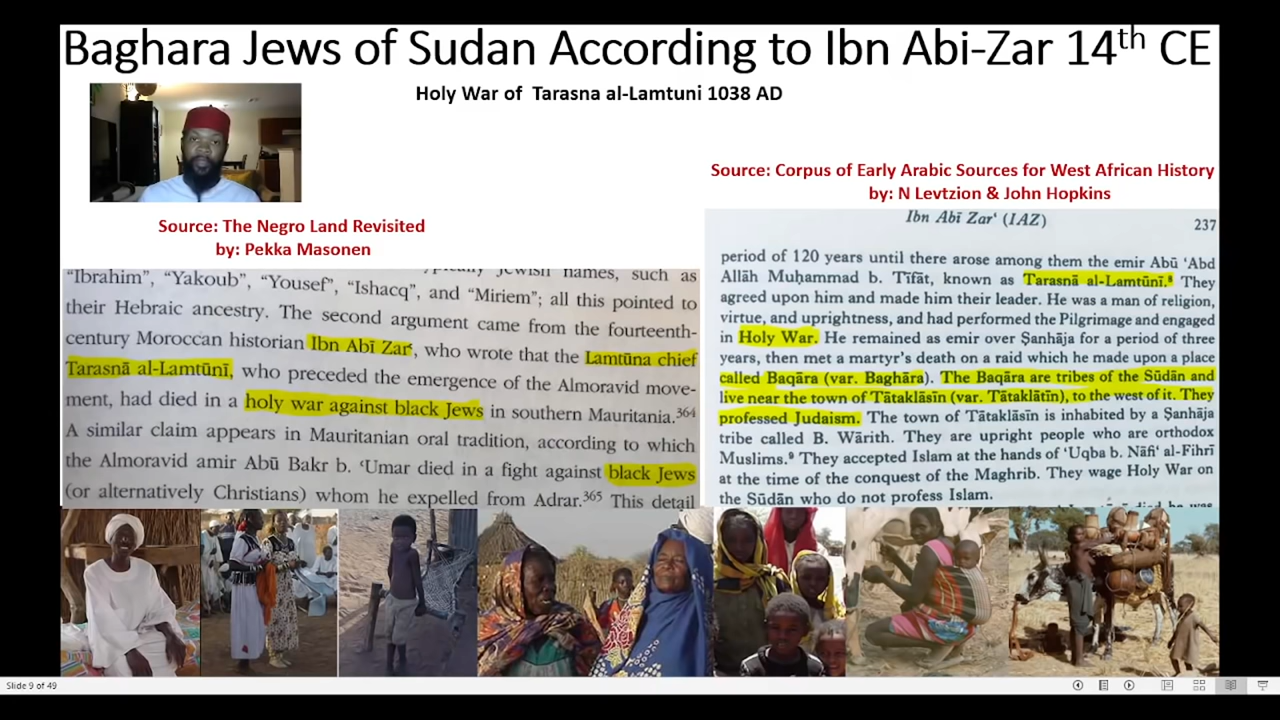 Baghara Jews of Sudan According to Ibn Abi-Zar 14th CE
Holy War of Tarasna al-Lamtuni 1038 AD
Source: The Negro Land Revisited
by: Pekka Masonen
Jewish names, such as
“Ibrahim”, “Yakoub”, “Yousef”, “Ishacq”, and “Miriem”; all this pointed to
their Hebraic ancestry. The second argument came from the fourteenth-
century Moroccan historian Ibn Abī Zar‘, who wrote that the Lamtūna chief
Tarasnā al-Lamtūnī, who preceded the emergence of the Almoravid move-
ment, had died in a holy war against black Jews in southern Mauritania.364
A similar claim appears in Mauritanian oral tradition, according to which
the Almoravid amir Abū Bakr b. ‘Umar died in a fight against black Jews
(or alternatively Christians) whom he expelled from Adrar.365 This detail
Source: Corpus of Early Arabic Sources for West African History
by: N Levtzion & John Hopkins
Ibn Abī Zar‘ (IAZ) 237
period of 120 years until there arose among them the emir Abū ‘Abd
Allāh Muḥammad b. Tīfāt, known as Tarasnā al-Lamtūnī.8 They
agreed upon him and made him their leader. He was a man of religion,
virtue, and uprightness, and had performed the Pilgrimage and engaged
in Holy War. He remained as emir over Ṣanhāja for a period of three
years, then met a martyr’s death on a raid which he made upon a place
called Baqāra (var. Baghāra). The Baqāra are tribes of the Sūdān and
live near the town of Tātaklāsīn (var. Tātaklātīn), to the west of it. They
professed Judaism. The town of Tātaklāsīn is inhabited by a Ṣanhāja
tribe called B. Wārith. They are upright people who are orthodox
Muslims.9 They accepted Islam at the hands of ‘Uqba b. Nāfi‘ al-Fihrī
at the time of the conquest of the Maghrib. They wage Holy War on
the Sūdān who do not profess Islam.
Slide 9 of 49